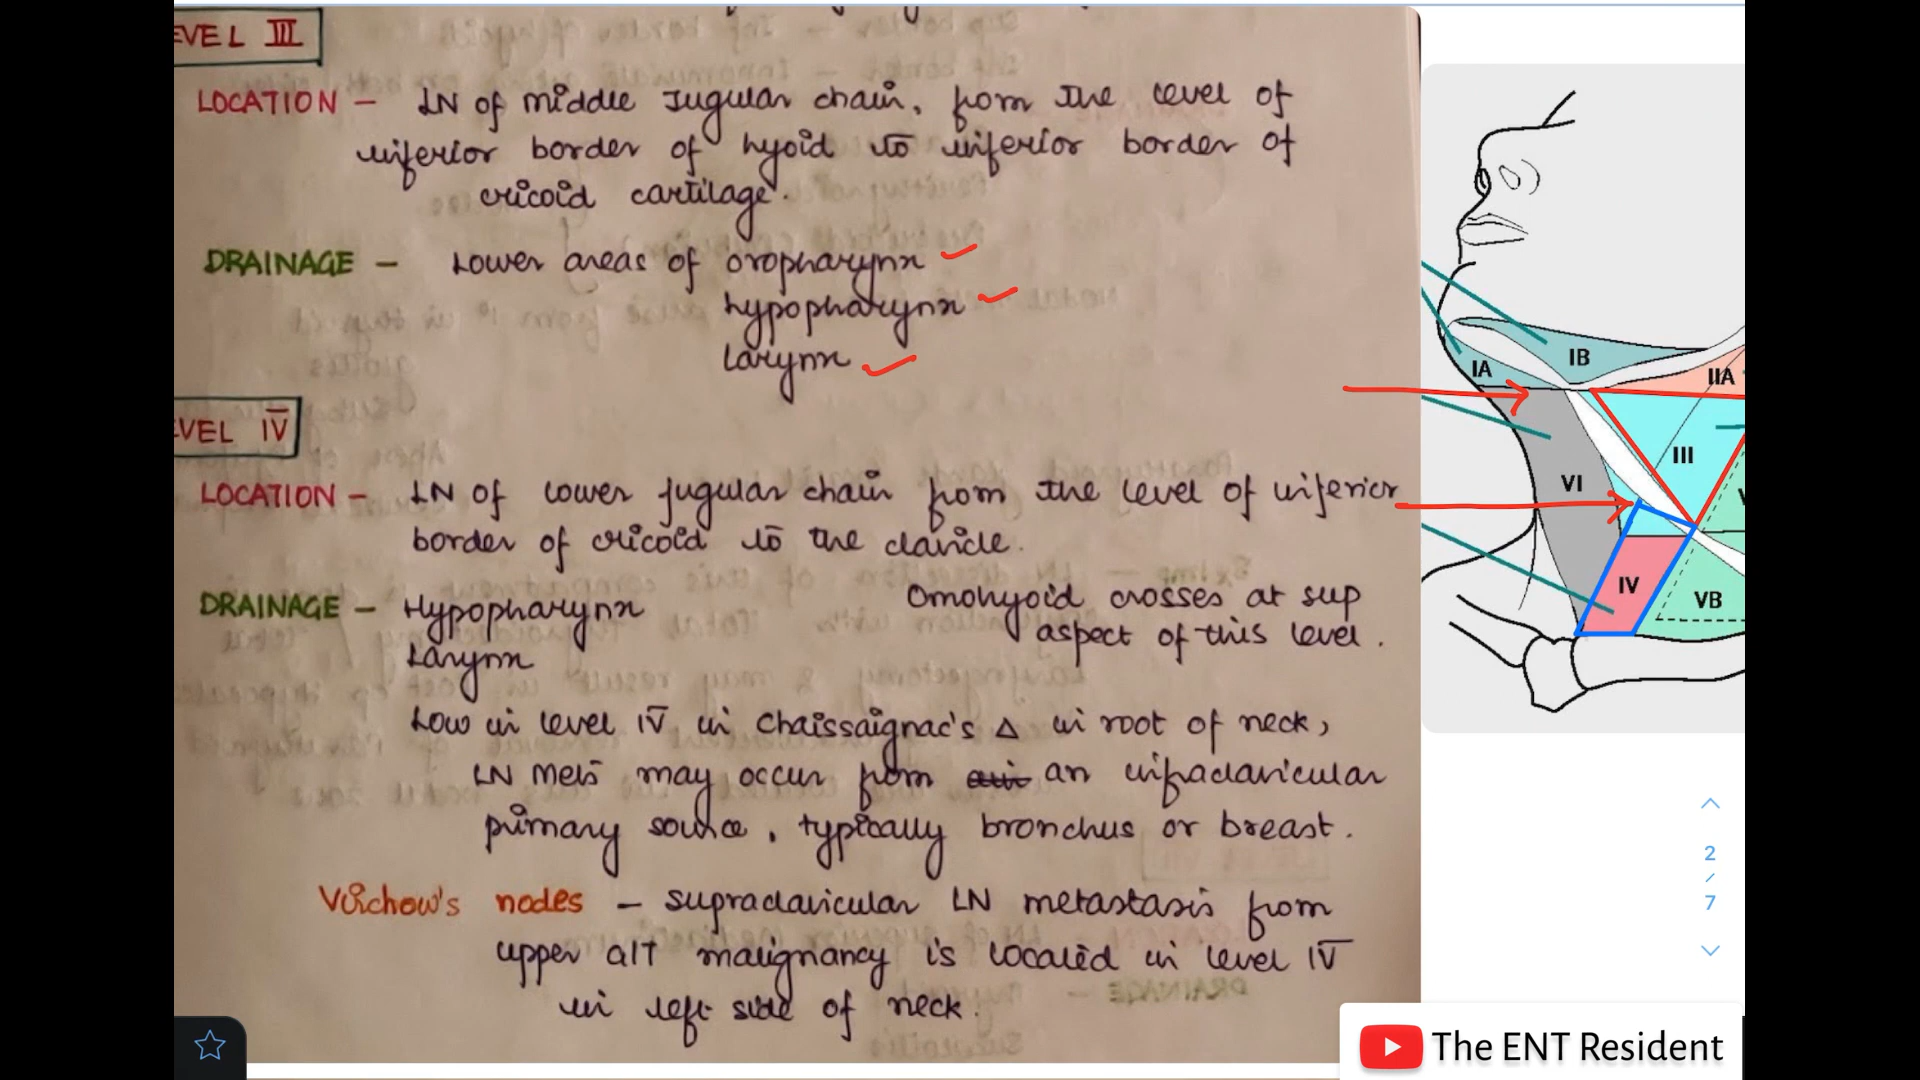 EVEL III
LOCATION – LN of middle Jugular chain, from the level of
inferior border of hyoid to inferior border of
cricoid cartilage.
DRAINAGE – Lower areas of oropharynx
hypopharynx
Larynx
EVEL IV
LOCATION – LN of lower jugular chain from the level of inferior
border of cricoid to the clavicle.
DRAINAGE – Hypopharynx
Larynx
Omohyoid crosses at sup
aspect of this level.
Low in level IV in Chaissaignac's Δ in root of neck,
LN mets may occur from an infraclavicular
primary source, typically bronchus or breast.
Virchow's nodes – supraclavicular LN metastasis from
upper GIT malignancy is located in level IV
in left side of neck.
IA
IB
IIA
III
VI
V
IV
VB
2
/
7
The ENT Resident